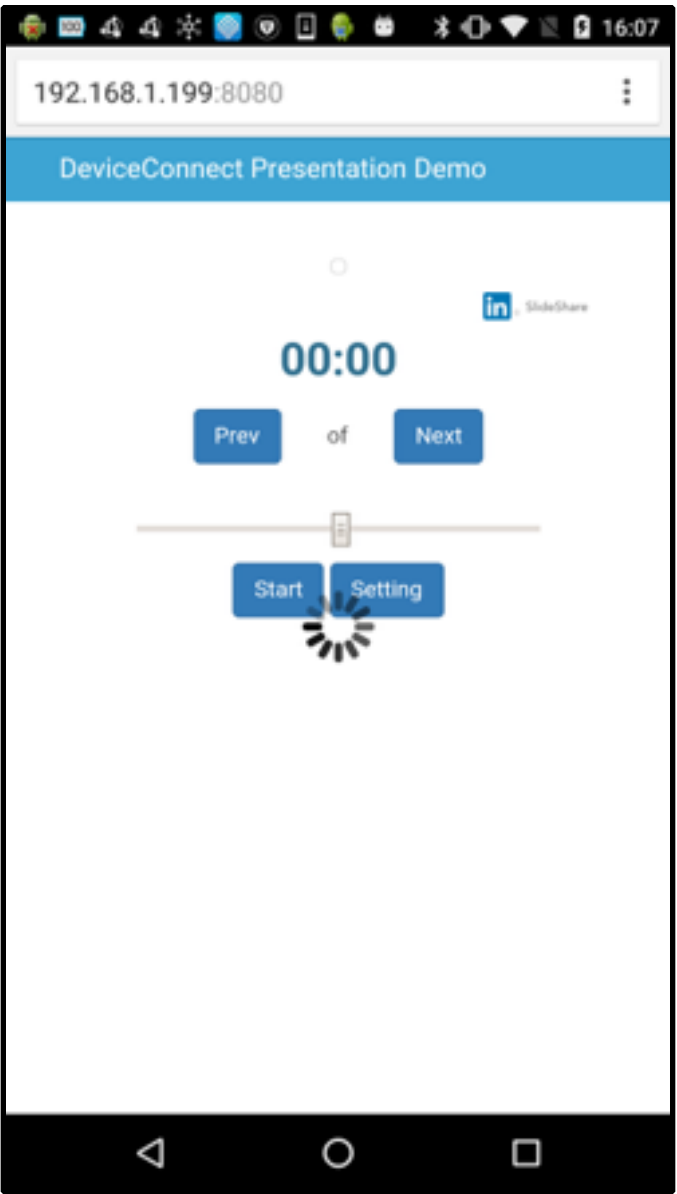 100 16:07
192.168.1.199:8080
DeviceConnect Presentation Demo
in SlideShare
00:00
Prev of Next
Start Setting